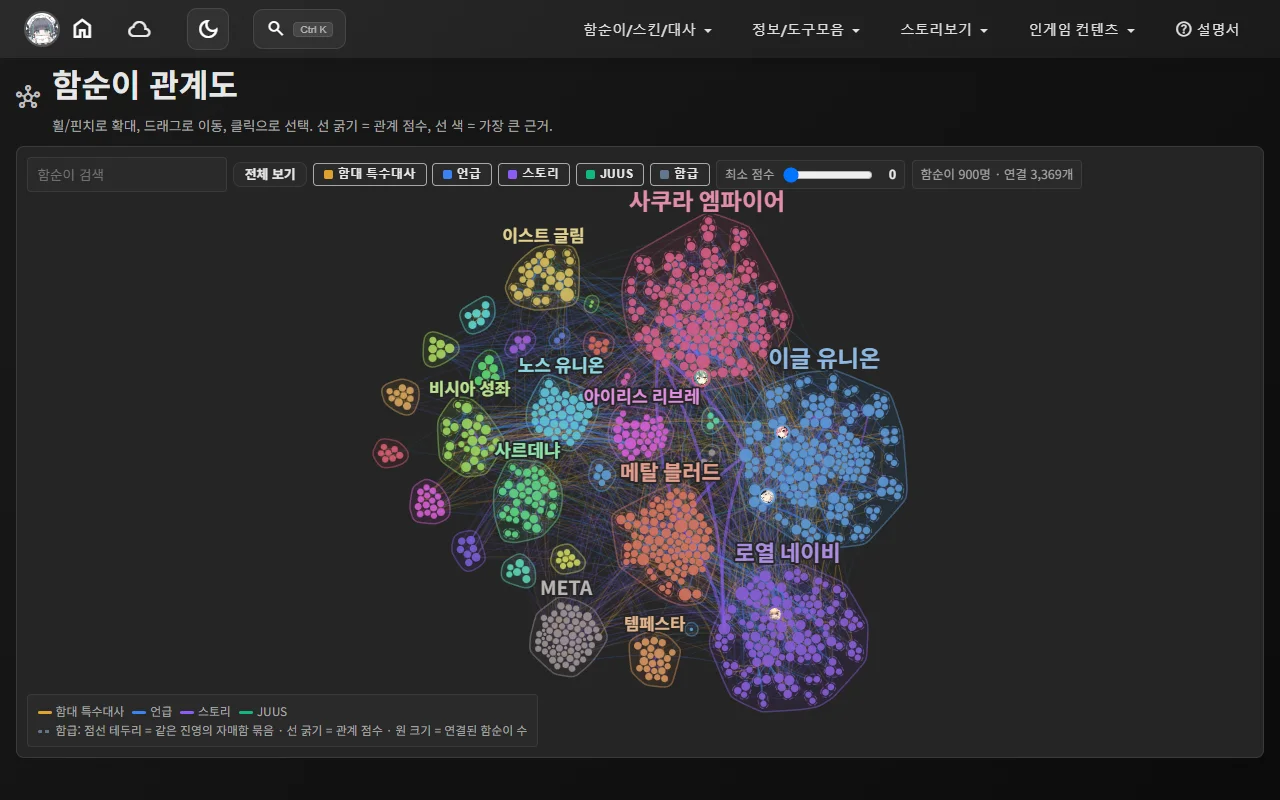 Ctrl K
함순이/스킨/대사
정보/도구모음
스토리보기
인게임 컨텐츠
설명서
함순이 관계도
휠/핀치로 확대, 드래그로 이동, 클릭으로 선택. 선 굵기 = 관계 점수, 선 색 = 가장 큰 근거.
함순이 검색
전체 보기
함대 특수대사
언급
스토리
JUUS
함급
최소 점수
0
함순이 900명 · 연결 3,369개
사쿠라 엠파이어
이스트 글림
이글 유니온
노스 유니온
비시아 성좌
아이리스 리브레
사르데냐
메탈 블러드
로열 네이비
META
템페스타
함대 특수대사 언급 스토리 JUUS
함급: 점선 테두리 = 같은 진영의 자매함 묶음 · 선 굵기 = 관계 점수 · 원 크기 = 연결된 함순이 수